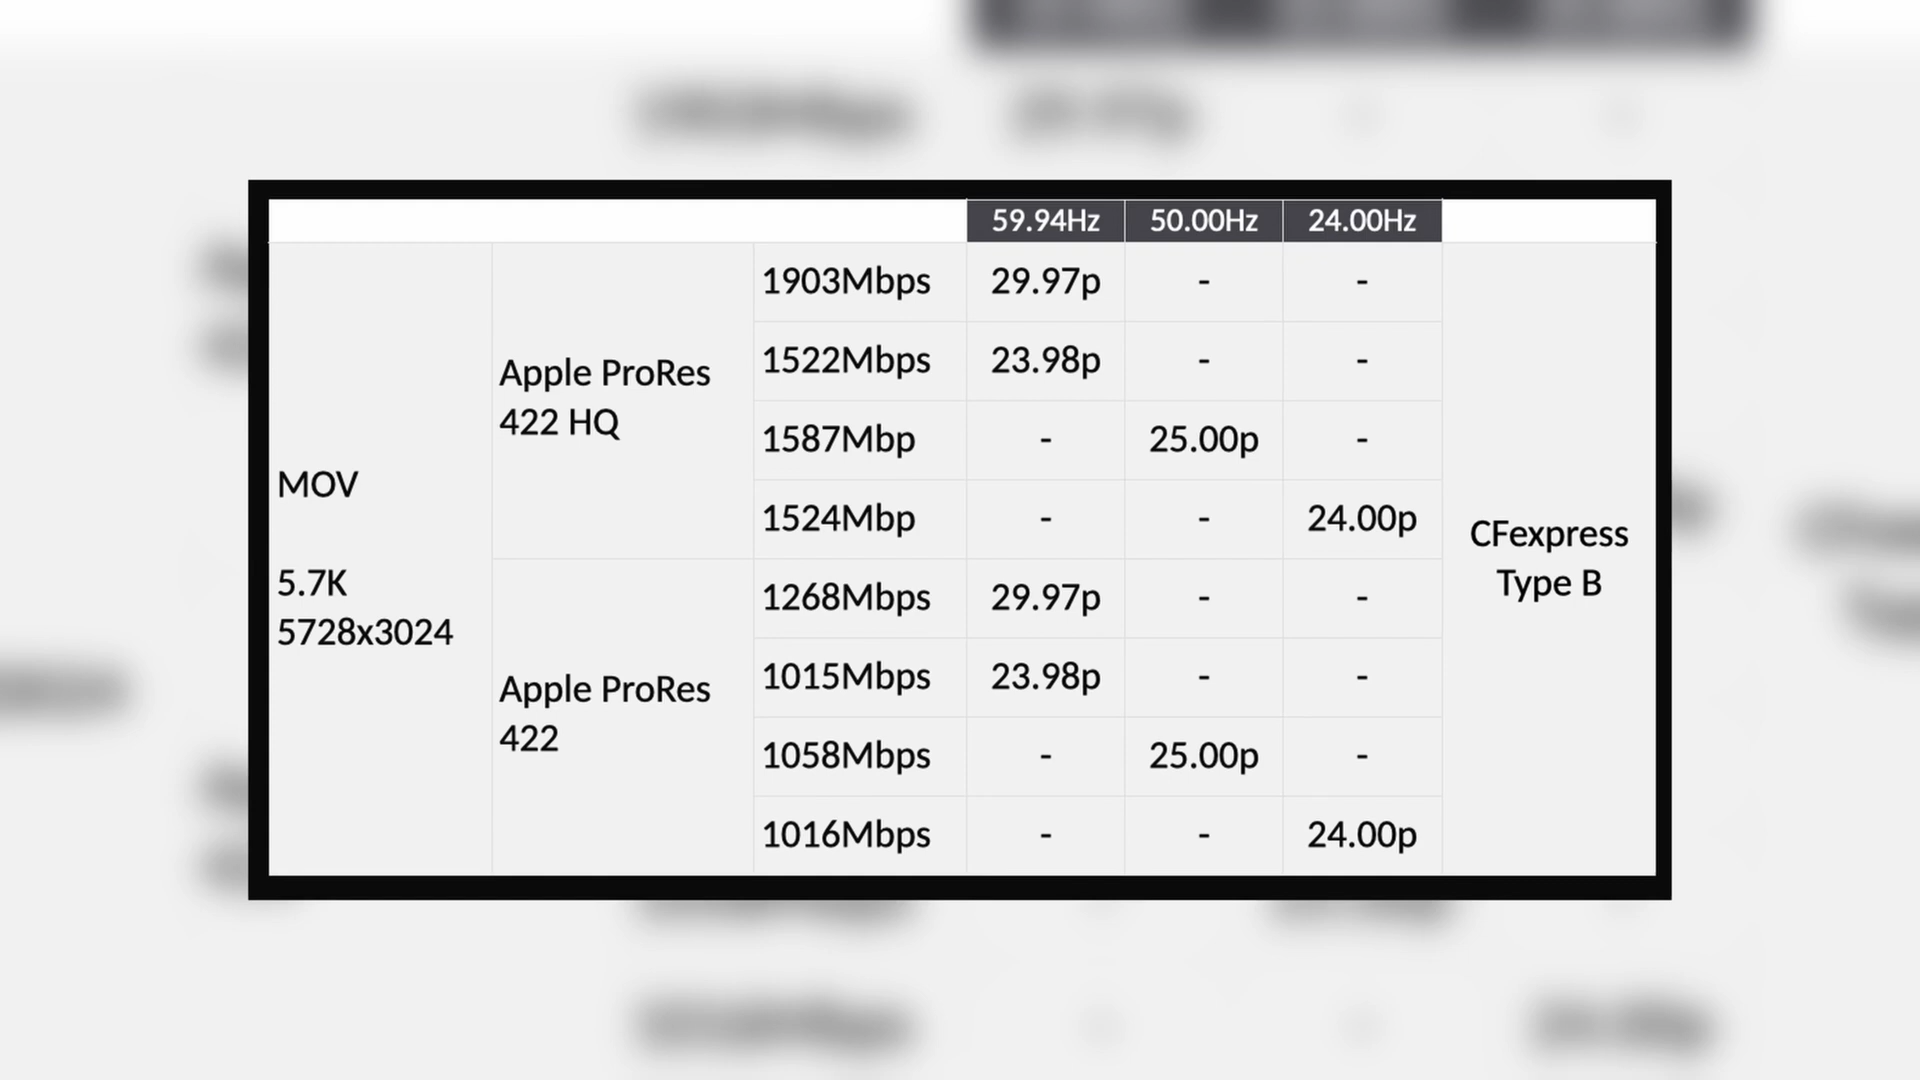 59.94Hz 50.00Hz 24.00Hz
MOV
5.7K
5728x3024
Apple ProRes
422 HQ
1903Mbps 29.97p - -
1522Mbps 23.98p - -
1587Mbp - 25.00p -
1524Mbp - - 24.00p
Apple ProRes
422
1268Mbps 29.97p - -
1015Mbps 23.98p - -
1058Mbps - 25.00p -
1016Mbps - - 24.00p
CFexpress
Type B